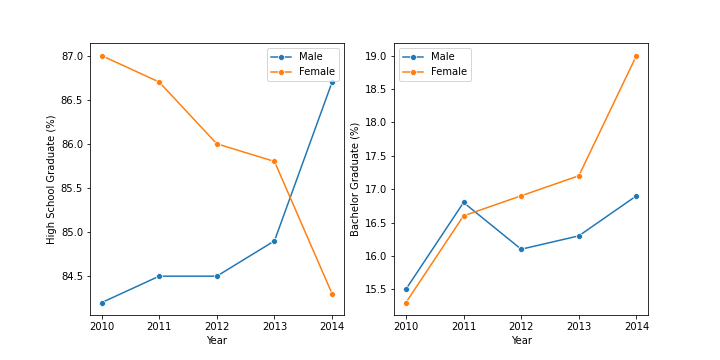 High School Graduate (%)
87.0
86.5
86.0
85.5
85.0
84.5
Male
Female
2010 2011 2012 2013 2014
Year
Bachelor Graduate (%)
19.0
18.5
18.0
17.5
17.0
16.5
16.0
15.5
Male
Female
2010 2011 2012 2013 2014
Year